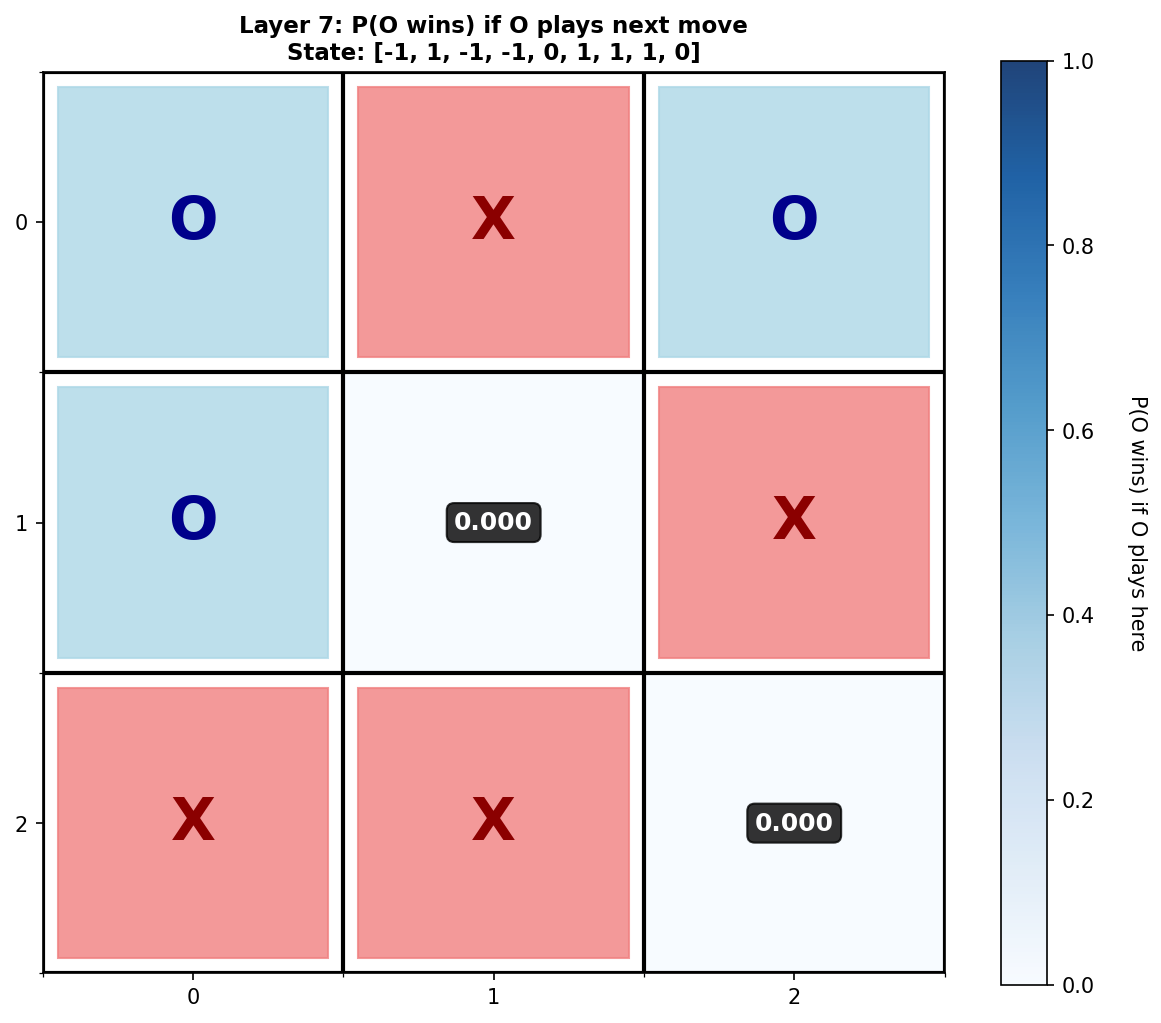 Layer 7: P(O wins) if O plays next move
State: [-1, 1, -1, -1, 0, 1, 1, 1, 0]
0
O
X
O
1
O
0.000
X
2
X
X
0.000
0
1
2
1.0
0.8
0.6
0.4
0.2
0.0
P(O wins) if O plays here